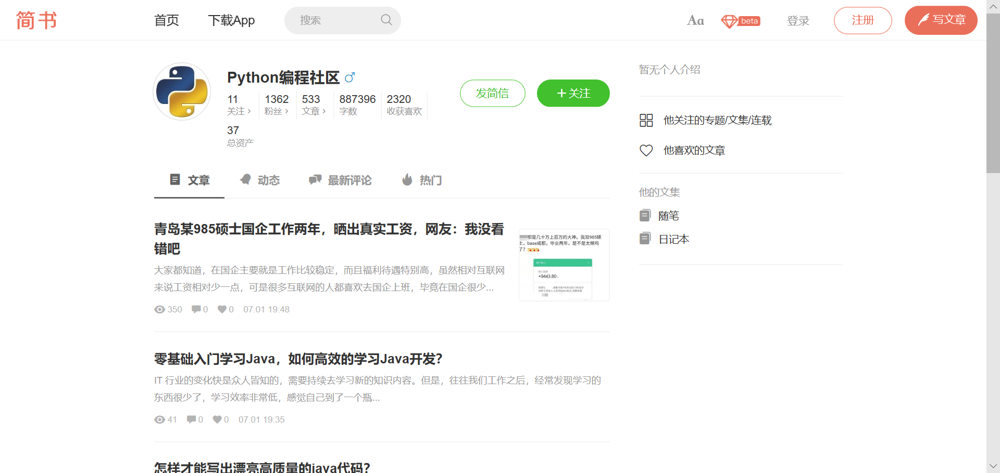 简书
首页
下载App
搜索
Aa
beta
登录
注册
写文章
Python编程社区
11
关注
1362
粉丝
533
文章
887396
字数
2320
收获喜欢
37
总资产
发简信
+关注
文章
动态
最新评论
热门
青岛某985硕士国企工作两年，晒出真实工资，网友：我没看
错吧
大家都知道，在国企主要就是工作比较稳定，而且福利待遇特别高，虽然相对互联网
来说工资相对少一点，可是很多互联网的人都喜欢去国企上班，毕竟在国企很少...
350 0 0 07.01 19:48
都是几十万上百万的大神。我双985硕
士，base成都，毕业两年，是不是太辣鸡
了？
+9443.80
零基础入门学习Java，如何高效的学习Java开发？
IT 行业的变化快是众人皆知的，需要持续去学习新的知识内容。但是，往往我们工作之后，经常发现学习的
东西很少了，学习效率非常低，感觉自己到了一个瓶...
41 0 0 07.01 19:35
怎样才能写出漂亮高质量的java代码？
暂无个人介绍
他关注的专题/文集/连载
他喜欢的文章
他的文集
随笔
日记本